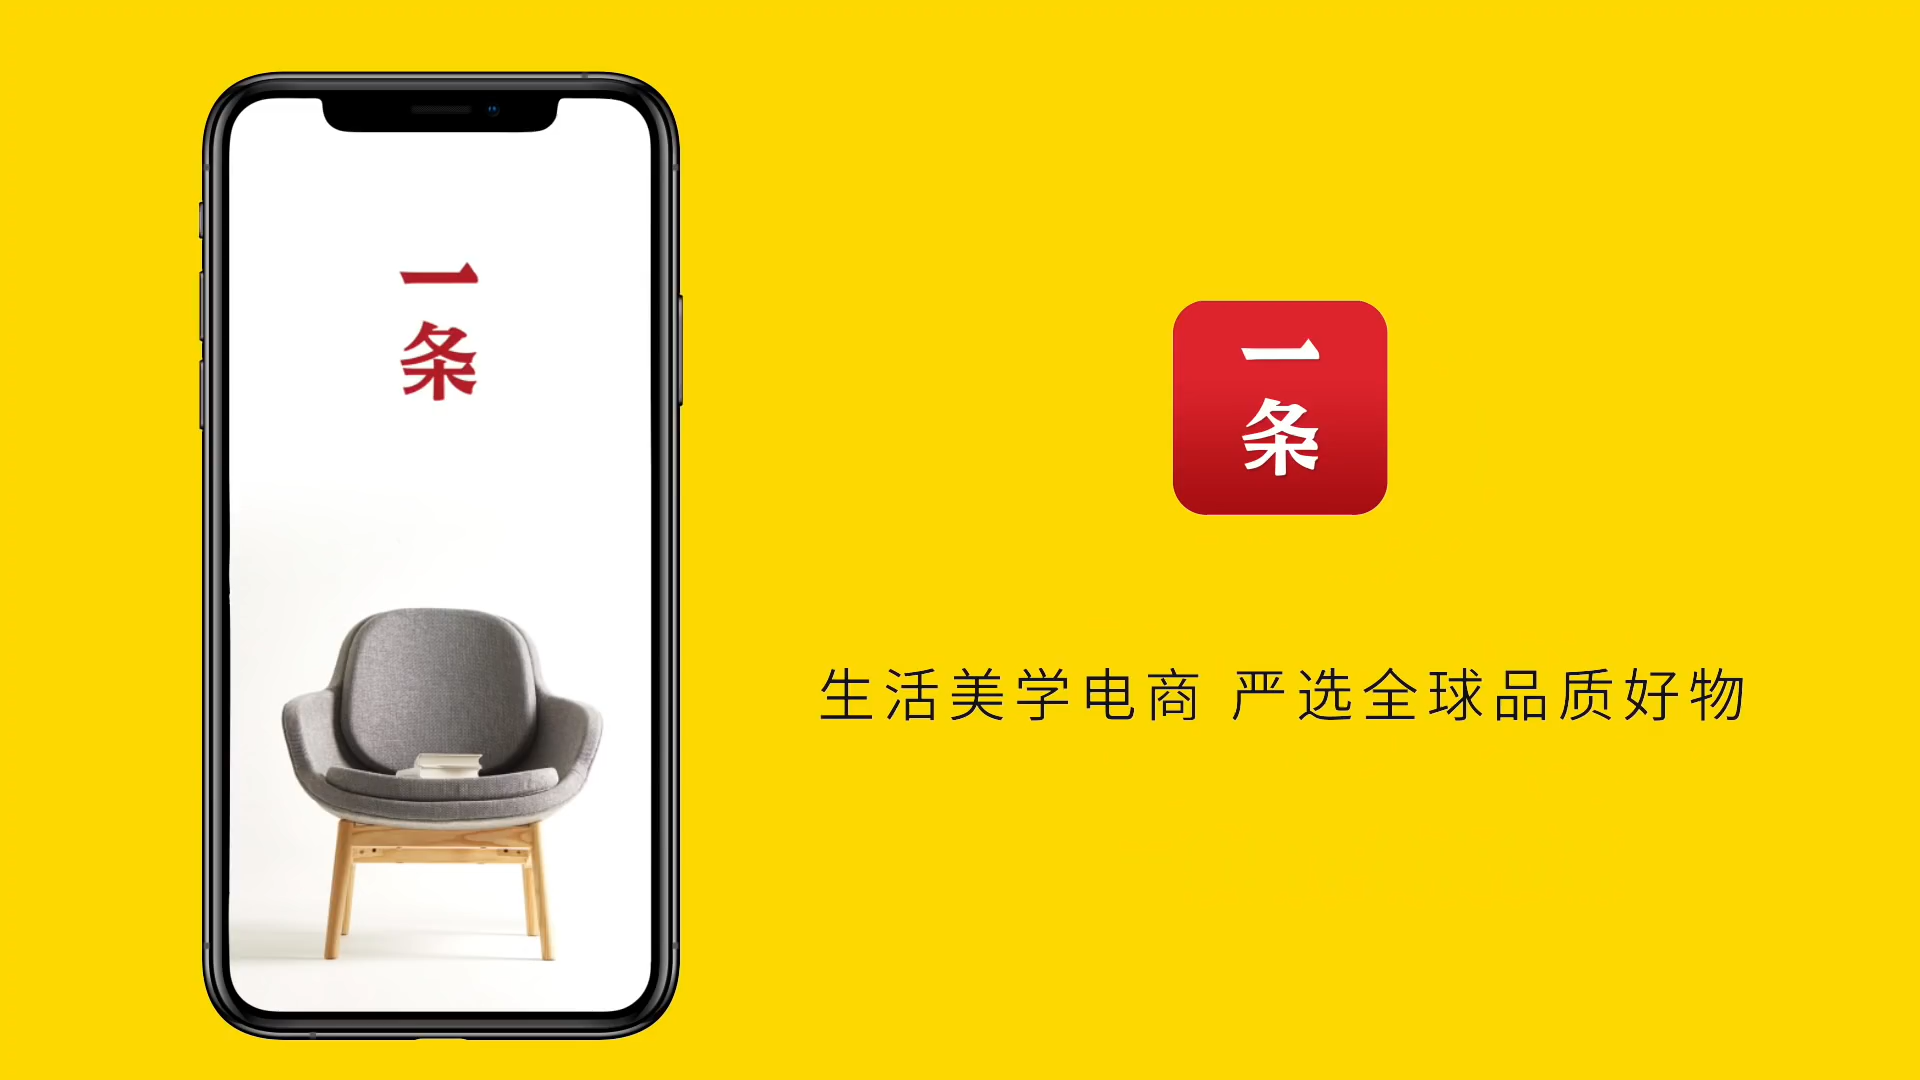 一
条
一
条
生活美学电商 严选全球品质好物